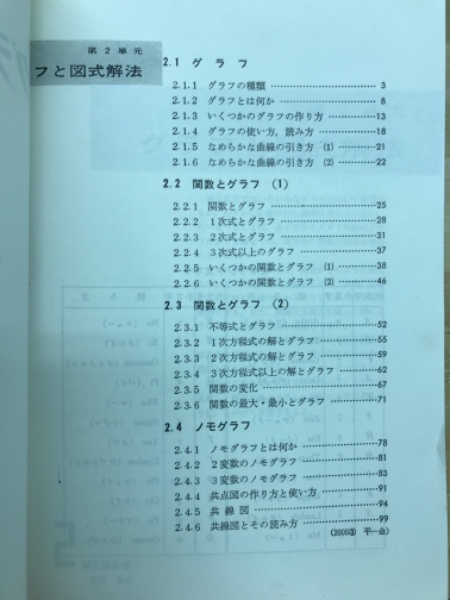 第2単元
フと図式解法
2.1 グラフ
2.1.1 グラフの種類 3
2.1.2 グラフとは何か 8
2.1.3 いくつかのグラフの作り方 13
2.1.4 グラフの使い方，読み方 18
2.1.5 なめらかな曲線の引き方 (1) 21
2.1.6 なめらかな曲線の引き方 (2) 22
2.2 関数とグラフ (1)
2.2.1 関数とグラフ 25
2.2.2 1次式とグラフ 28
2.2.3 2次式とグラフ 31
2.2.4 3次式以上のグラフ 37
2.2.5 いくつかの関数とグラフ (1) 38
2.2.6 いくつかの関数とグラフ (2) 46
2.3 関数とグラフ (2)
2.3.1 不等式とグラフ 52
2.3.2 1次方程式の解とグラフ 55
2.3.3 2次方程式の解とグラフ 59
2.3.4 3次方程式以上の解とグラフ 62
2.3.5 関数の変化 67
2.3.6 関数の最大・最小とグラフ 71
2.4 ノモグラフ
2.4.1 ノモグラフとは何か 78
2.4.2 2変数のノモグラフ 81
2.4.3 3変数のノモグラフ 83
2.4.4 共点図の作り方と使い方 91
2.4.5 共線図 94
2.4.6 共線図とその読み方 99